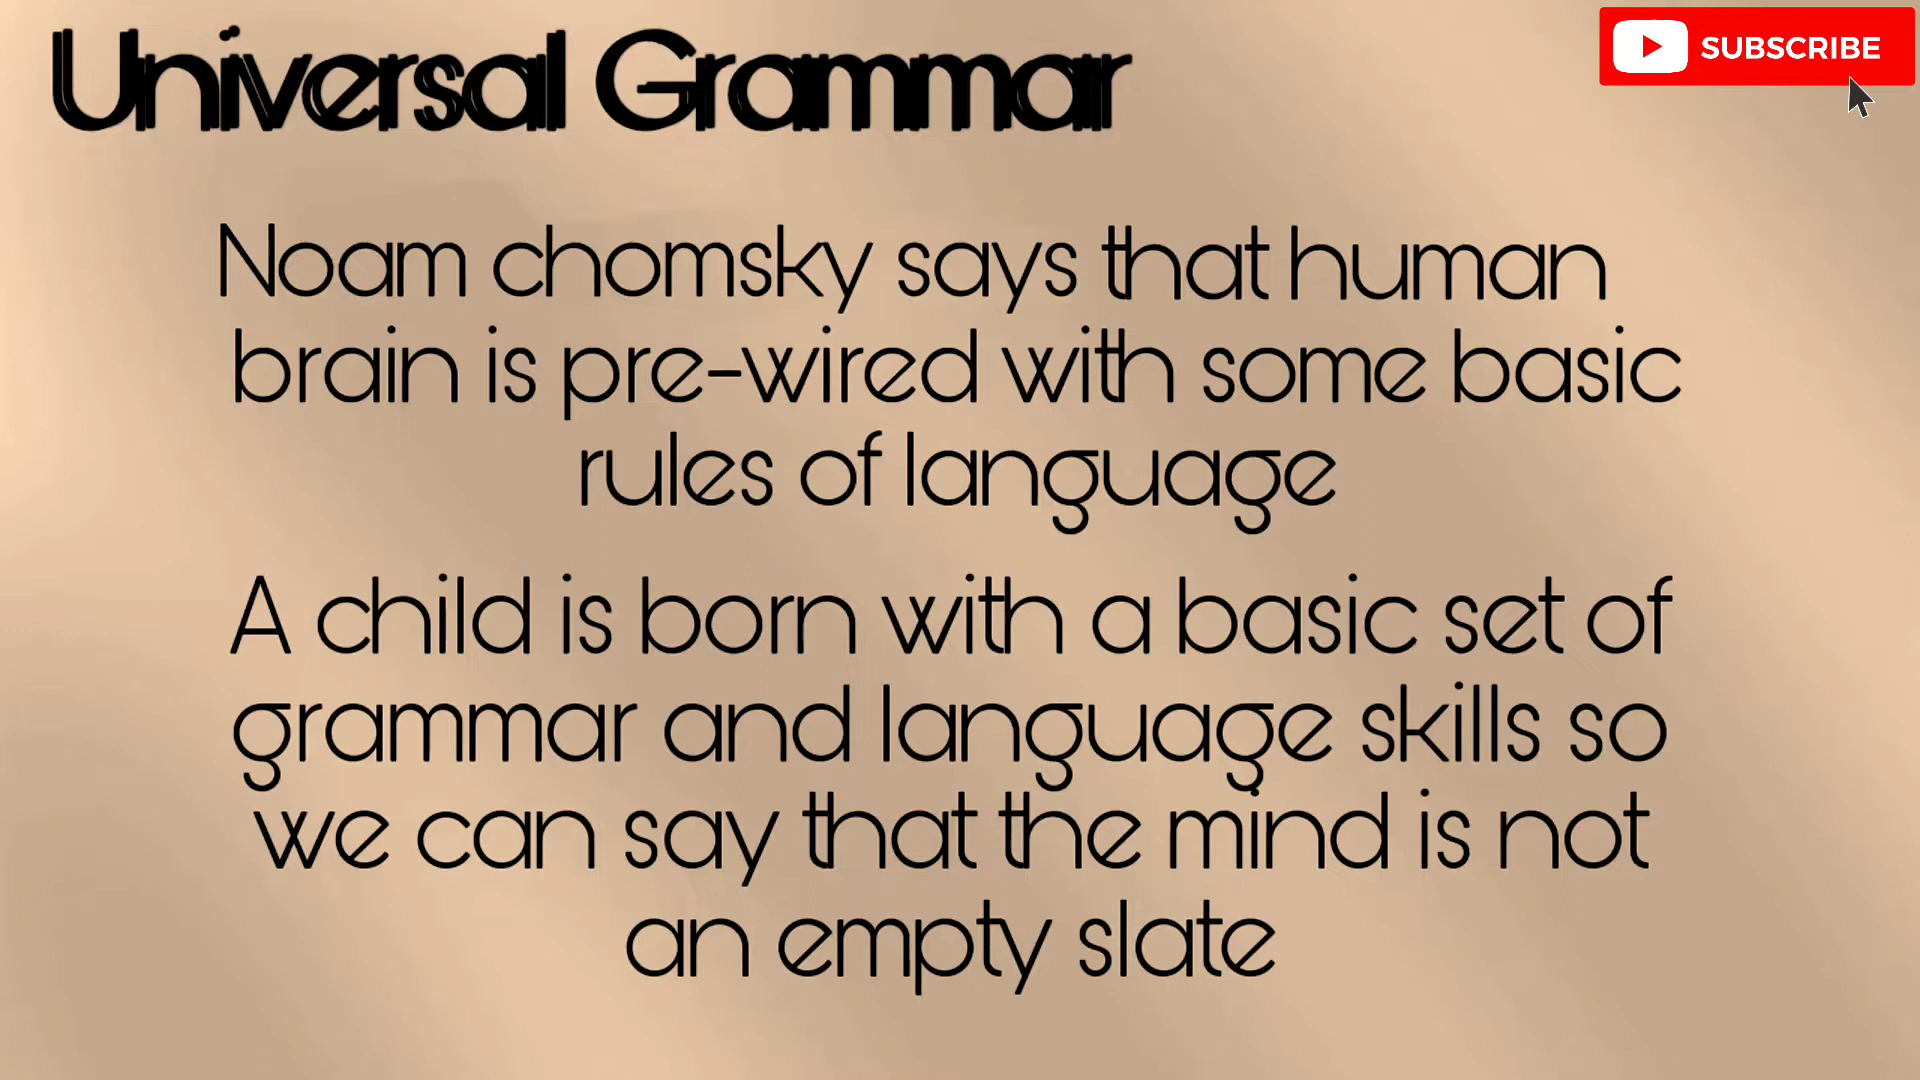 Universal Grammar
SUBSCRIBE
Noam chomsky says that human
brain is pre-wired with some basic
rules of language
A child is born with a basic set of
grammar and language skills so
we can say that the mind is not
an empty slate